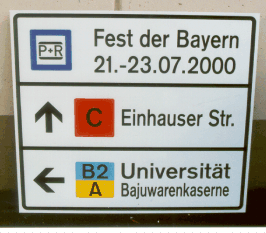 P+R
Fest der Bayern
21.-23.07.2000
C
Einhauser Str.
B2
A
Universität
Bajuwarenkaserne